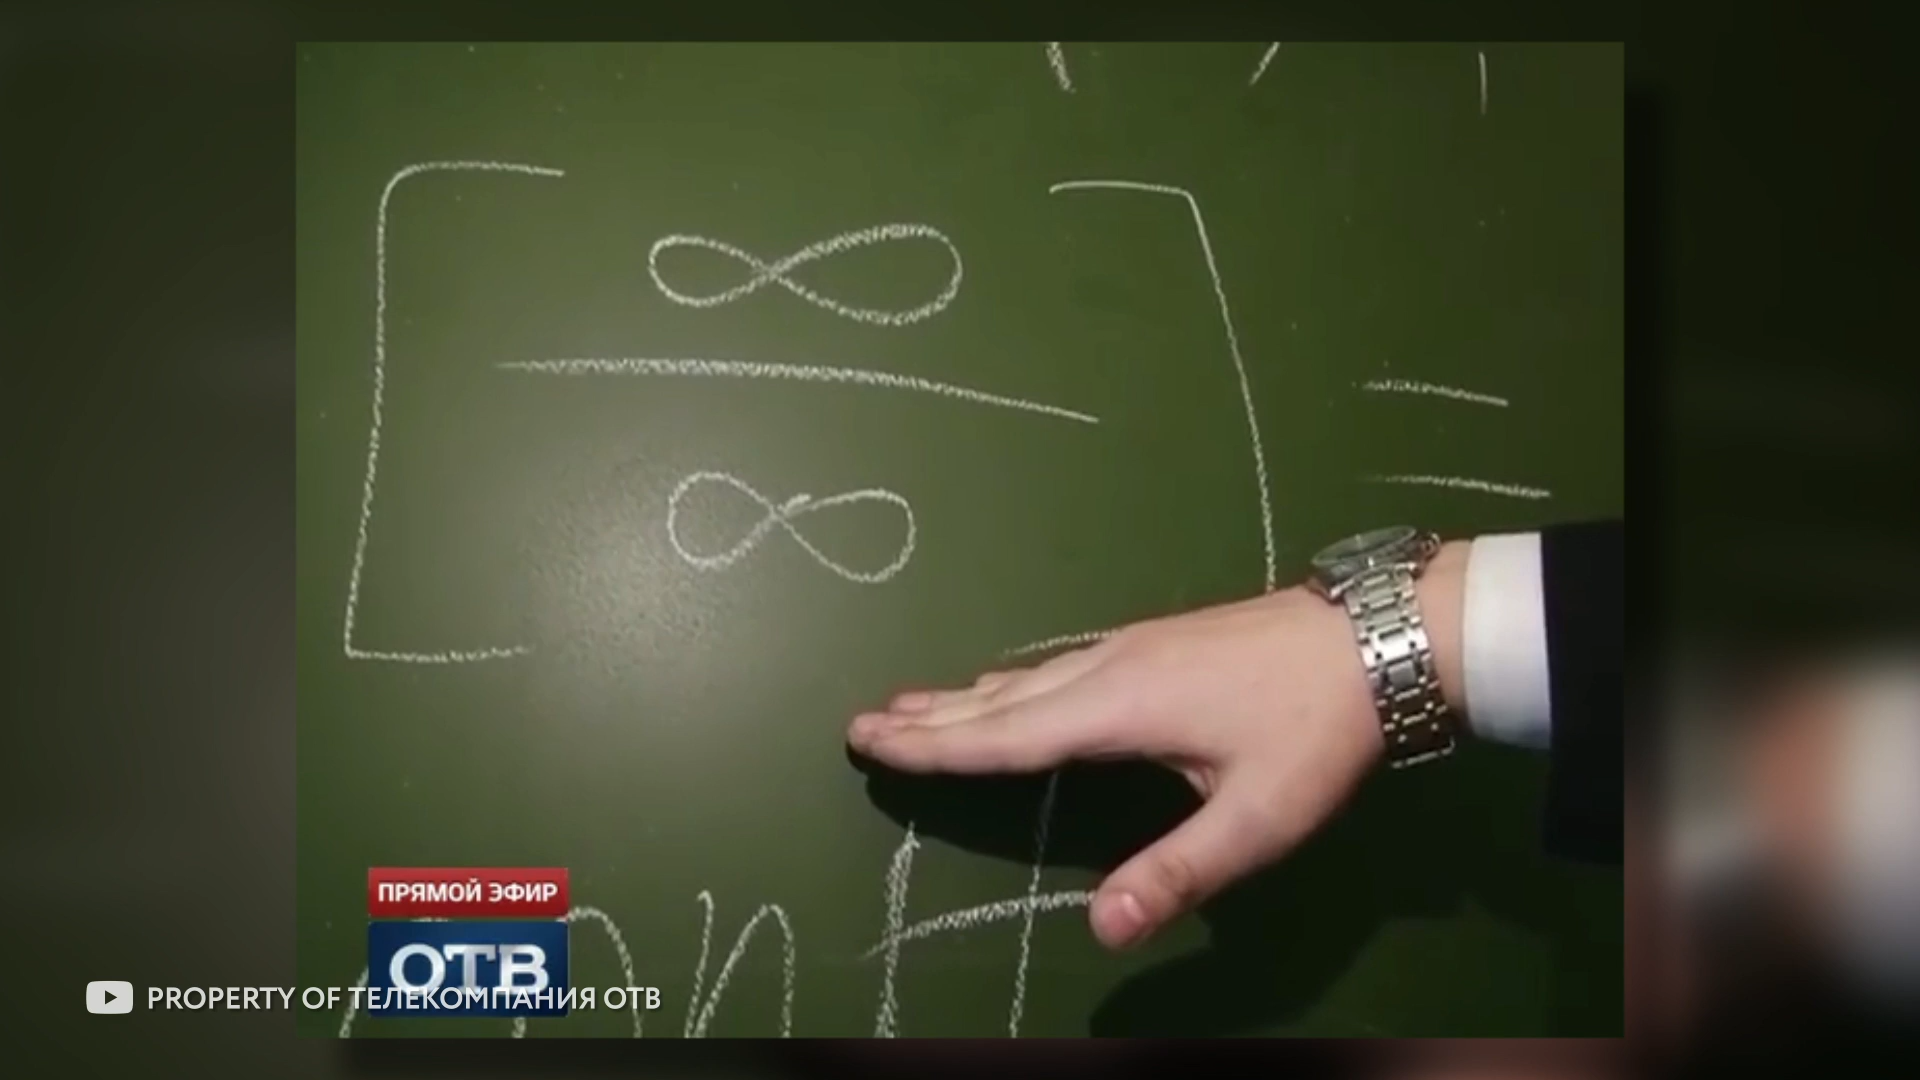 [∞/∞] =
ПРЯМОЙ ЭФИР
ОТВ
PROPERTY OF ТЕЛЕКОМПАНИЯ ОТВ